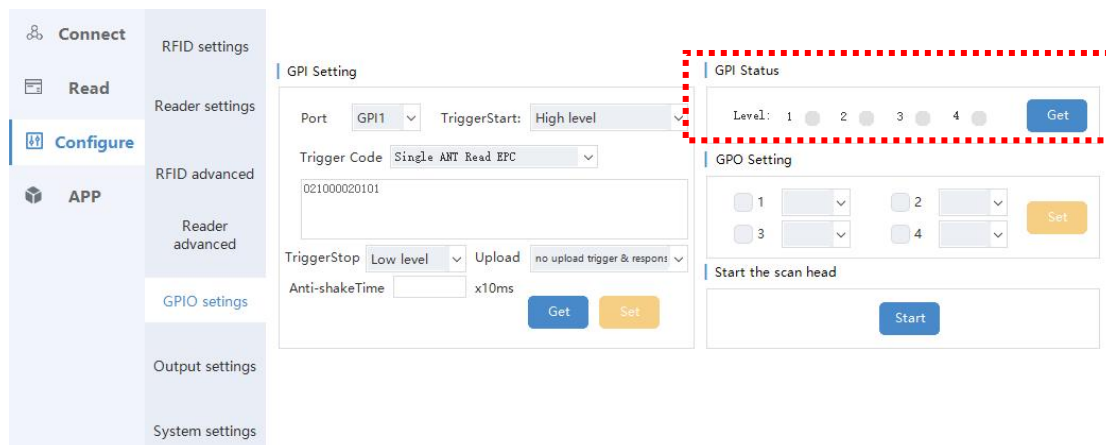 Connect
Read
Configure
APP
RFID settings
Reader settings
RFID advanced
Reader
advanced
GPIO setings
Output settings
System settings
GPI Setting
Port GPI1 TriggerStart: High level
Trigger Code Single ANT Read EPC
021000020101
TriggerStop Low level Upload no upload trigger & respons
Anti-shakeTime x10ms
Get Set
GPI Status
Level: 1 2 3 4 Get
GPO Setting
1 2
3 4
Set
Start the scan head
Start